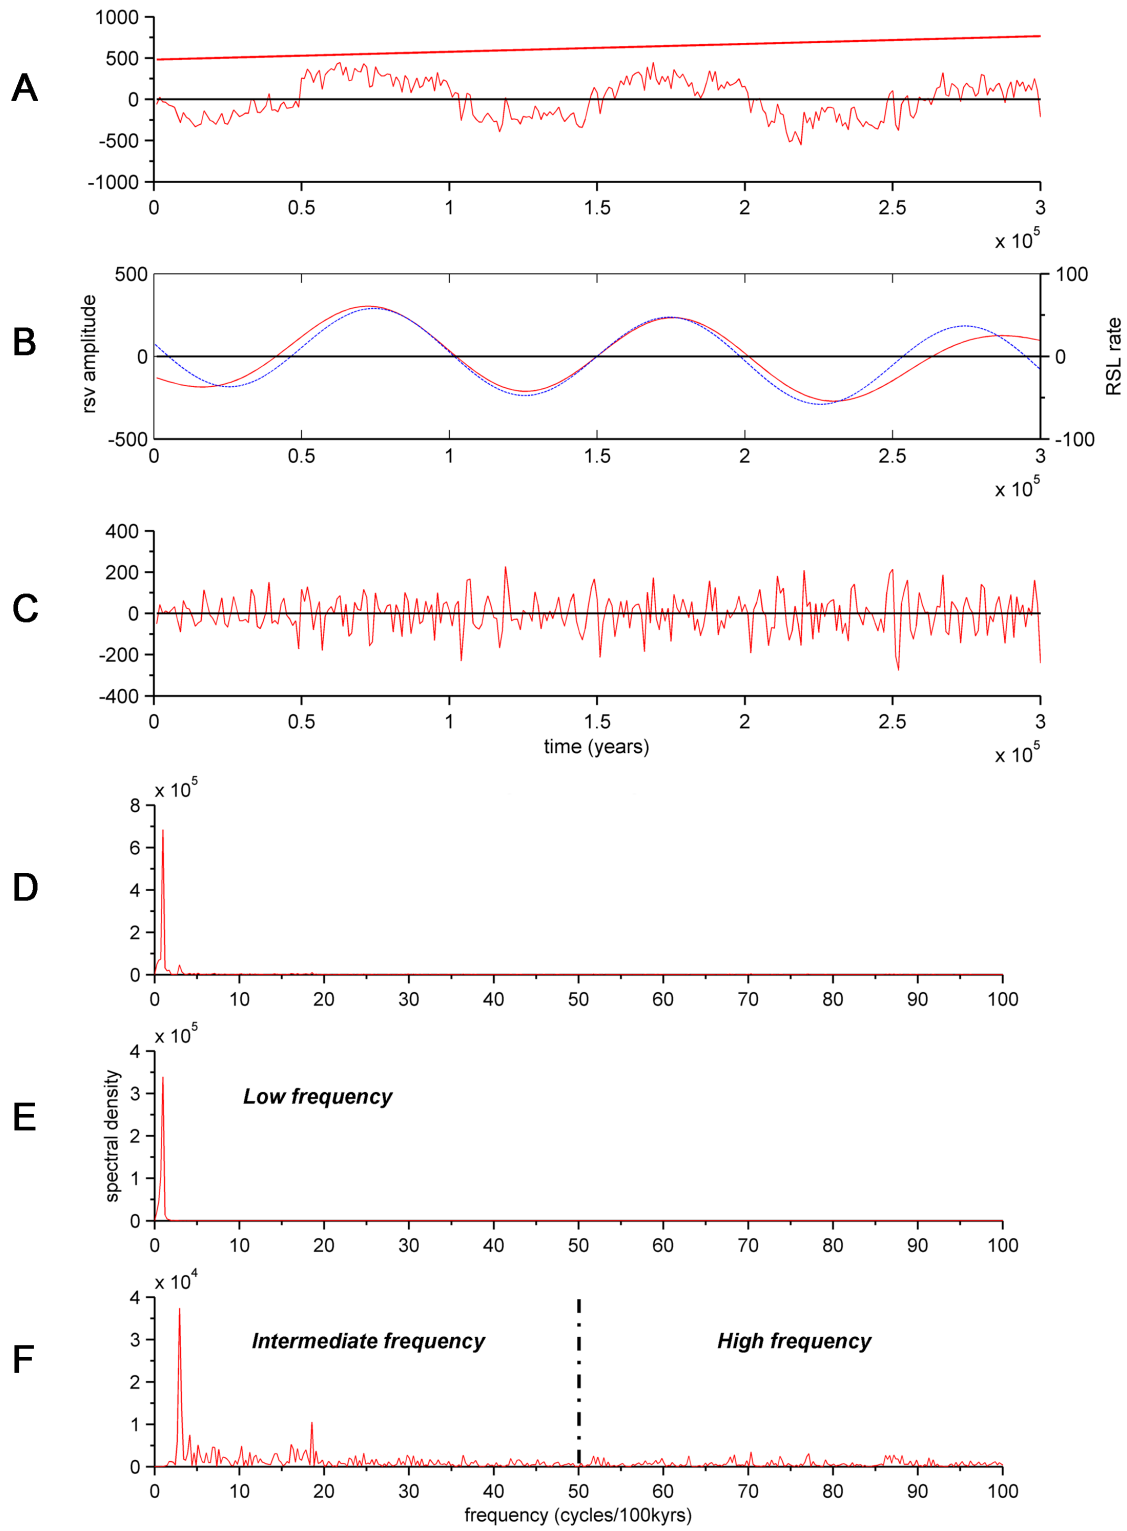 A
1000
500
0
-500
-1000
0 0.5 1 1.5 2 2.5 3
x 10^5
B
rsv amplitude
500
0
-500
100
0
-100
RSL rate
0 0.5 1 1.5 2 2.5 3
x 10^5
C
400
200
0
-200
-400
0 0.5 1 1.5 2 2.5 3
time (years)
x 10^5
D
x 10^5
8
6
4
2
0
0 10 20 30 40 50 60 70 80 90 100
E
x 10^5
spectral density
4
3
2
1
0
Low frequency
0 10 20 30 40 50 60 70 80 90 100
F
x 10^4
4
3
2
1
0
Intermediate frequency
High frequency
0 10 20 30 40 50 60 70 80 90 100
frequency (cycles/100kyrs)